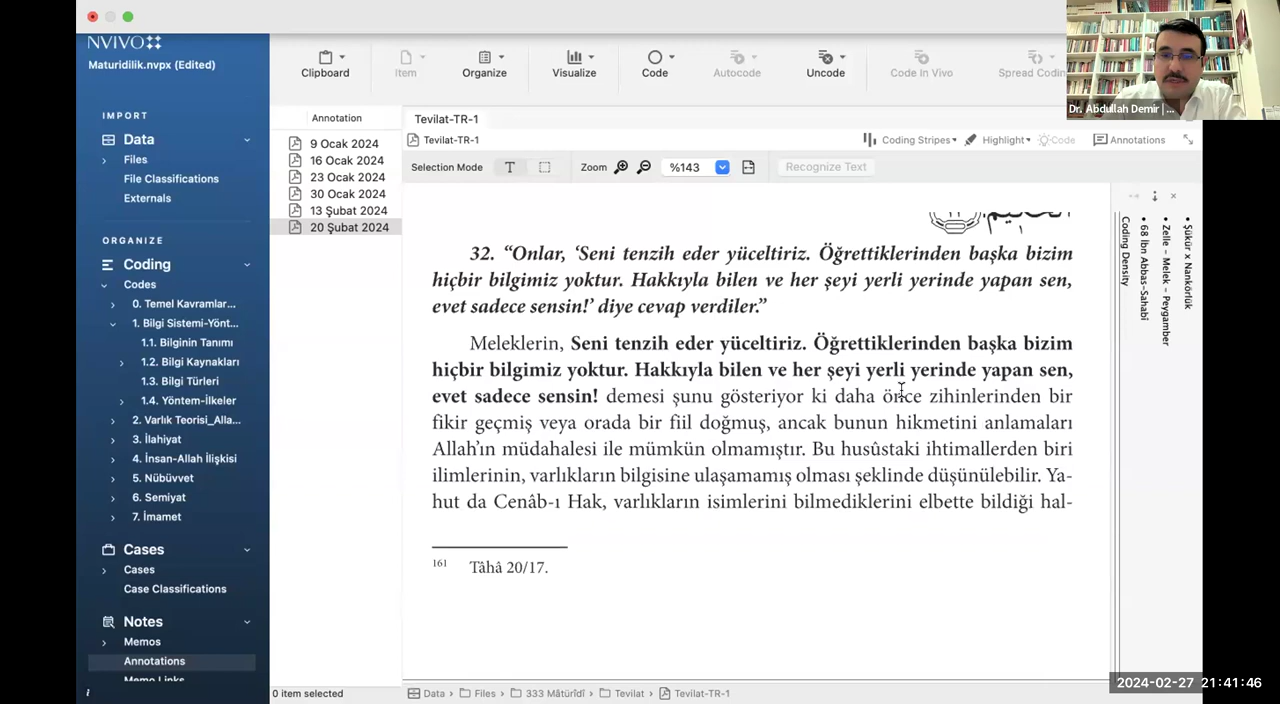 NVIVO
Maturidilik.nvpx (Edited)
Clipboard
Item
Organize
Visualize
Code
Autocode
Uncode
Code In Vivo
Spread Codin
Dr. Abdullah Demir | ...
IMPORT
Data
Files
File Classifications
Externals
ORGANIZE
Coding
Codes
0. Temel Kavramlar...
1. Bilgi Sistemi-Yönt...
1.1. Bilginin Tanımı
1.2. Bilgi Kaynakları
1.3. Bilgi Türleri
1.4. Yöntem-İlkeler
2. Varlık Teorisi_Alla...
3. İlahiyat
4. İnsan-Allah İlişkisi
5. Nübüvvet
6. Semiyat
7. İmamet
Cases
Cases
Case Classifications
Notes
Memos
Annotations
Memo Links
Annotation
9 Ocak 2024
16 Ocak 2024
23 Ocak 2024
30 Ocak 2024
13 Şubat 2024
20 Şubat 2024
0 item selected
Tevilat-TR-1
Tevilat-TR-1
Coding Stripes
Highlight
Code
Annotations
Selection Mode
T
Zoom
%143
Recognize Text
32. “Onlar, ‘Seni tenzih eder yüceltiriz. Öğrettiklerinden başka bizim
hiçbir bilgimiz yoktur. Hakkıyla bilen ve her şeyi yerli yerinde yapan sen,
evet sadece sensin!’ diye cevap verdiler.”
Meleklerin, Seni tenzih eder yüceltiriz. Öğrettiklerinden başka bizim
hiçbir bilgimiz yoktur. Hakkıyla bilen ve her şeyi yerli yerinde yapan sen,
evet sadece sensin! demesi şunu gösteriyor ki daha önce zihinlerinden bir
fikir geçmiş veya orada bir fiil doğmuş, ancak bunun hikmetini anlamaları
Allah’ın müdahalesi ile mümkün olmamıştır. Bu husûstaki ihtimallerden biri
ilimlerinin, varlıkların bilgisine ulaşamamış olması şeklinde düşünülebilir. Ya-
hut da Cenâb-ı Hak, varlıkların isimlerini bilmediklerini elbette bildiği hal-
161 Tâhâ 20/17.
Şükür x Nankörlük
Zelle - Melek - Peygamber
68 İbn Abbas-Sahabî
Coding Density
Data
Files
333 Mâtürîdî
Tevilat
Tevilat-TR-1
2024-02-27 21:41:46